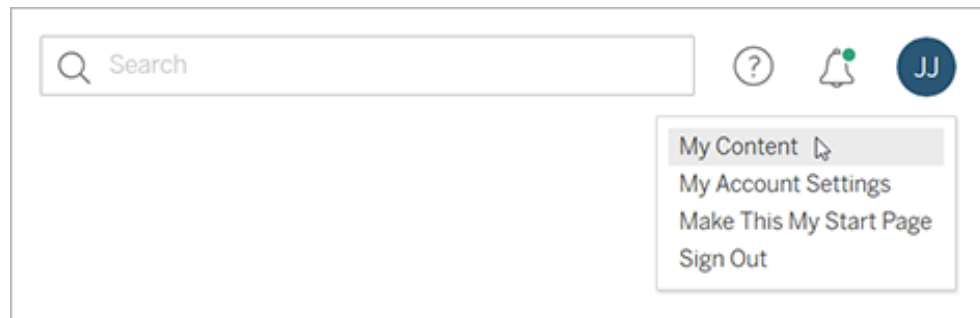 Search
?
JJ
My Content
My Account Settings
Make This My Start Page
Sign Out